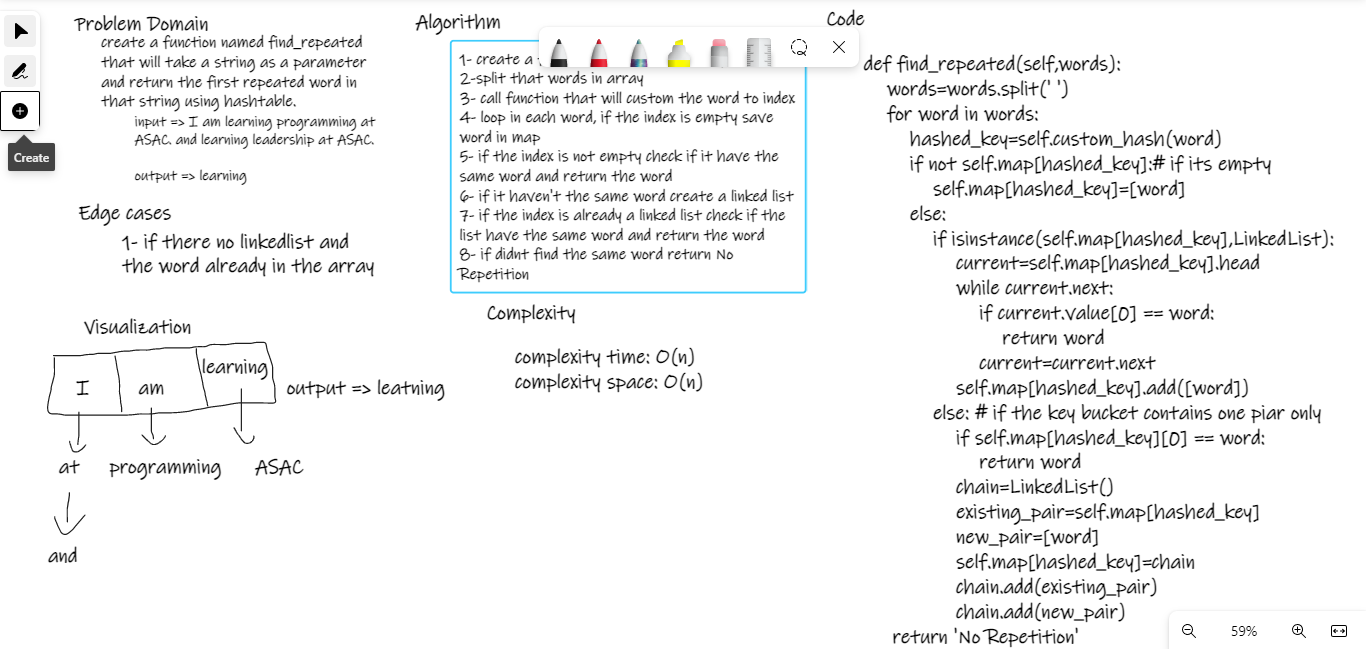 Problem Domain
create a function named find_repeated
that will take a string as a parameter
and return the first repeated word in
that string using hashtable.
input => I am learning programming at
ASAC. and learning leadership at ASAC.
output => learning
Create
Edge cases
1- if there no linkedlist and
the word already in the array
Visualization
I
am
learning
output => leatning
at
programming
ASAC
and
Algorithm
1- create a
2-split that words in array
3- call function that will custom the word to index
4- loop in each word, if the index is empty save
word in map
5- if the index is not empty check if it have the
same word and return the word
6- if it haven't the same word create a linked list
7- if the index is already a linked list check if the
list have the same word and return the word
8- if didnt find the same word return No
Repetition
Complexity
complexity time: O(n)
complexity space: O(n)
Code
def find_repeated(self,words):
words=words.split(' ')
for word in words:
hashed_key=self.custom_hash(word)
if not self.map[hashed_key]:# if its empty
self.map[hashed_key]=[word]
else:
if isinstance(self.map[hashed_key],LinkedList):
current=self.map[hashed_key].head
while current.next:
if current.value[0] == word:
return word
current=current.next
self.map[hashed_key].add([word])
else: # if the key bucket contains one piar only
if self.map[hashed_key][0] == word:
return word
chain=LinkedList()
existing_pair=self.map[hashed_key]
new_pair=[word]
self.map[hashed_key]=chain
chain.add(existing_pair)
chain.add(new_pair)
return 'No Repetition'
59%